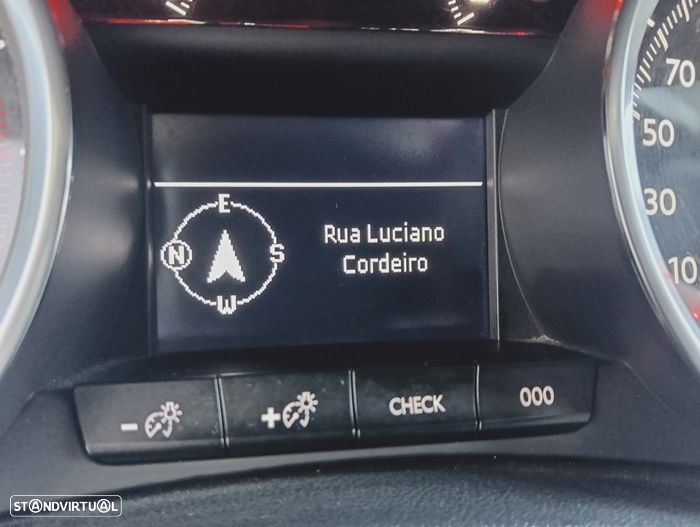 E
N
S
W
Rua Luciano
Cordeiro
70
50
30
10
-
+
CHECK
000
STANDVIRTUAL